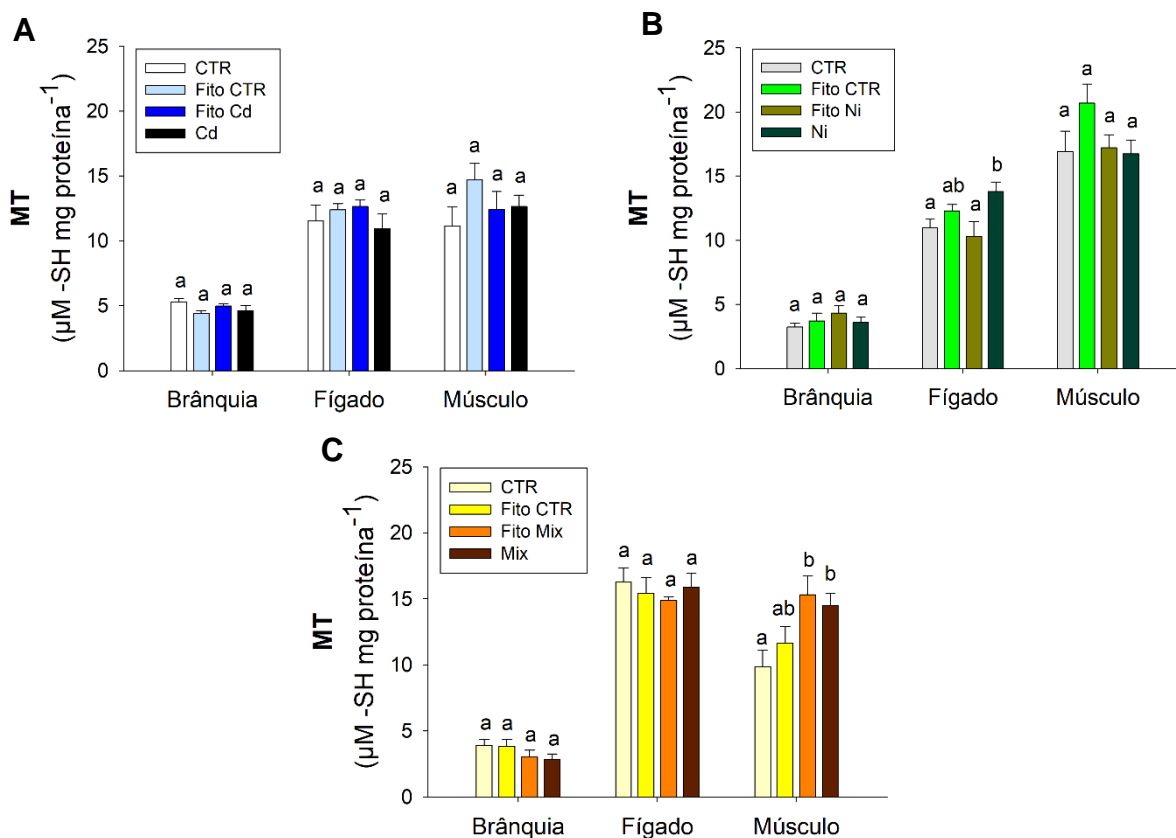 A
25
20
15
10
5
0
MT
(µM -SH mg proteína⁻¹)
CTR
Fito CTR
Fito Cd
Cd
a a a a
a a a a
a a a a
Brânquia Fígado Músculo
B
25
20
15
10
5
0
MT
(µM -SH mg proteína⁻¹)
CTR
Fito CTR
Fito Ni
Ni
a a a a
a ab a b
a a a a
Brânquia Fígado Músculo
C
25
20
15
10
5
0
MT
(µM -SH mg proteína⁻¹)
CTR
Fito CTR
Fito Mix
Mix
a a a a
a a a a
a ab b b
Brânquia Fígado Músculo